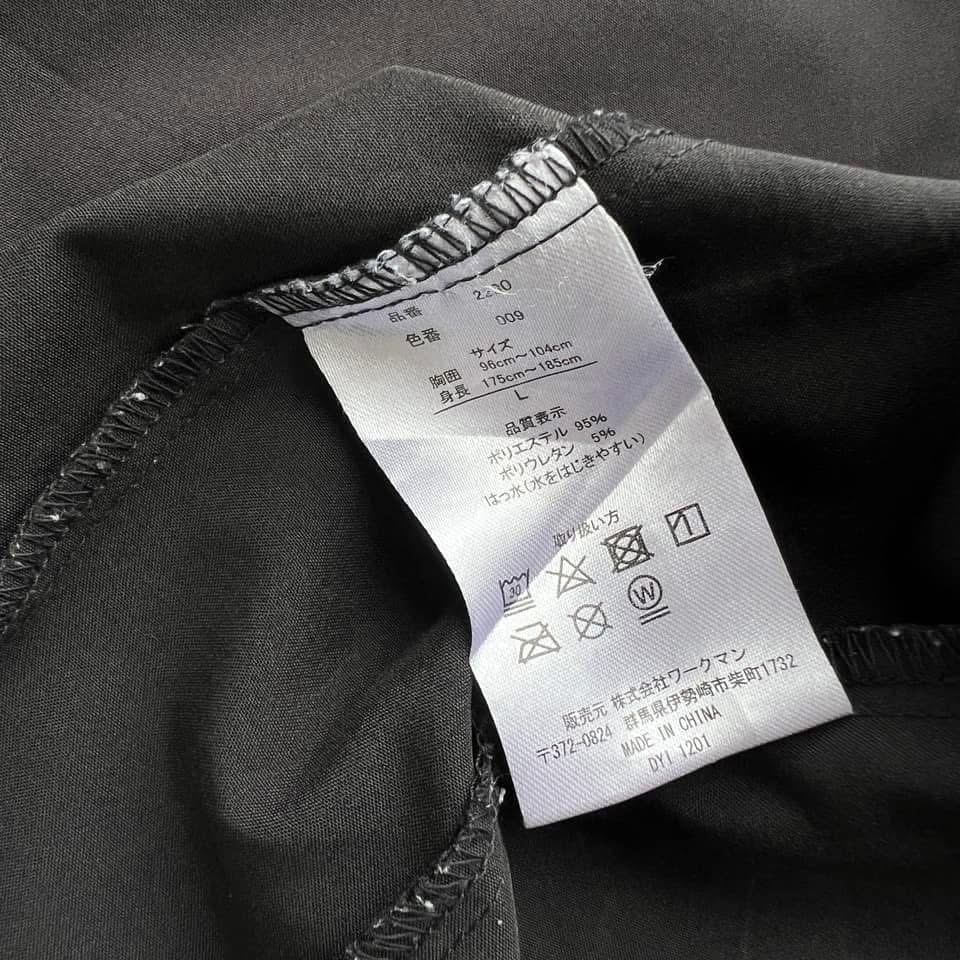 品番
色番 009
サイズ
胸囲 96cm～104cm
身長 175cm～185cm
L
品質表示
ポリエステル 95%
ポリウレタン 5%
はっ水(水をはじきやすい)
取り扱い方
30
W
販売元 株式会社ワークマン
〒372-0824 群馬県伊勢崎市柴町1732
MADE IN CHINA
DYI 1201